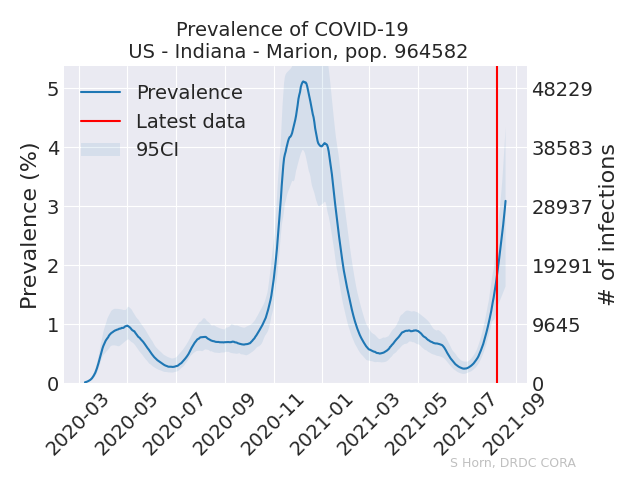 Prevalence of COVID-19
US - Indiana - Marion, pop. 964582
Prevalence
Latest data
95CI
Prevalence (%)
5
4
3
2
1
0
48229
38583
28937
19291
9645
0
# of infections
2020-03
2020-05
2020-07
2020-09
2020-11
2021-01
2021-03
2021-05
2021-07
2021-09
S Horn, DRDC CORA